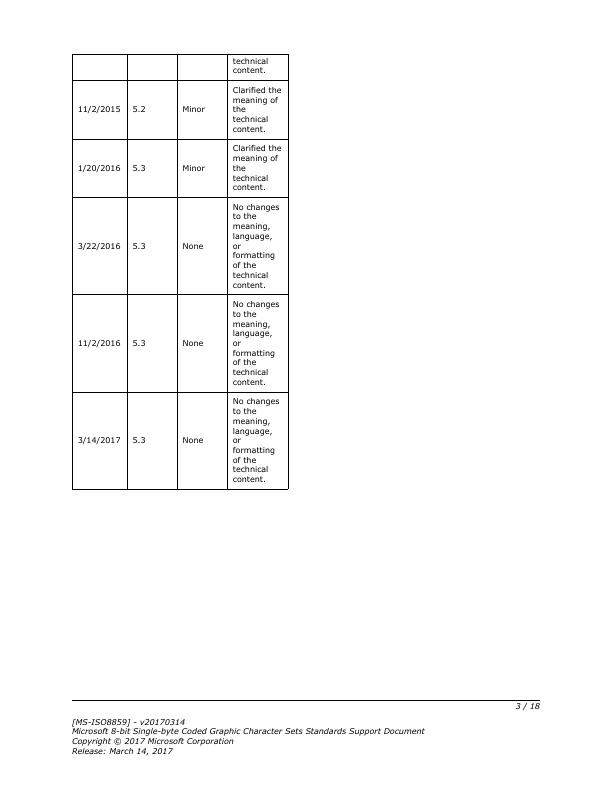 technical
content.
11/2/2015 5.2 Minor Clarified the
meaning of
the
technical
content.
1/20/2016 5.3 Minor Clarified the
meaning of
the
technical
content.
3/22/2016 5.3 None No changes
to the
meaning,
language,
or
formatting
of the
technical
content.
11/2/2016 5.3 None No changes
to the
meaning,
language,
or
formatting
of the
technical
content.
3/14/2017 5.3 None No changes
to the
meaning,
language,
or
formatting
of the
technical
content.
3 / 18
[MS-ISO8859] - v20170314
Microsoft 8-bit Single-byte Coded Graphic Character Sets Standards Support Document
Copyright © 2017 Microsoft Corporation
Release: March 14, 2017